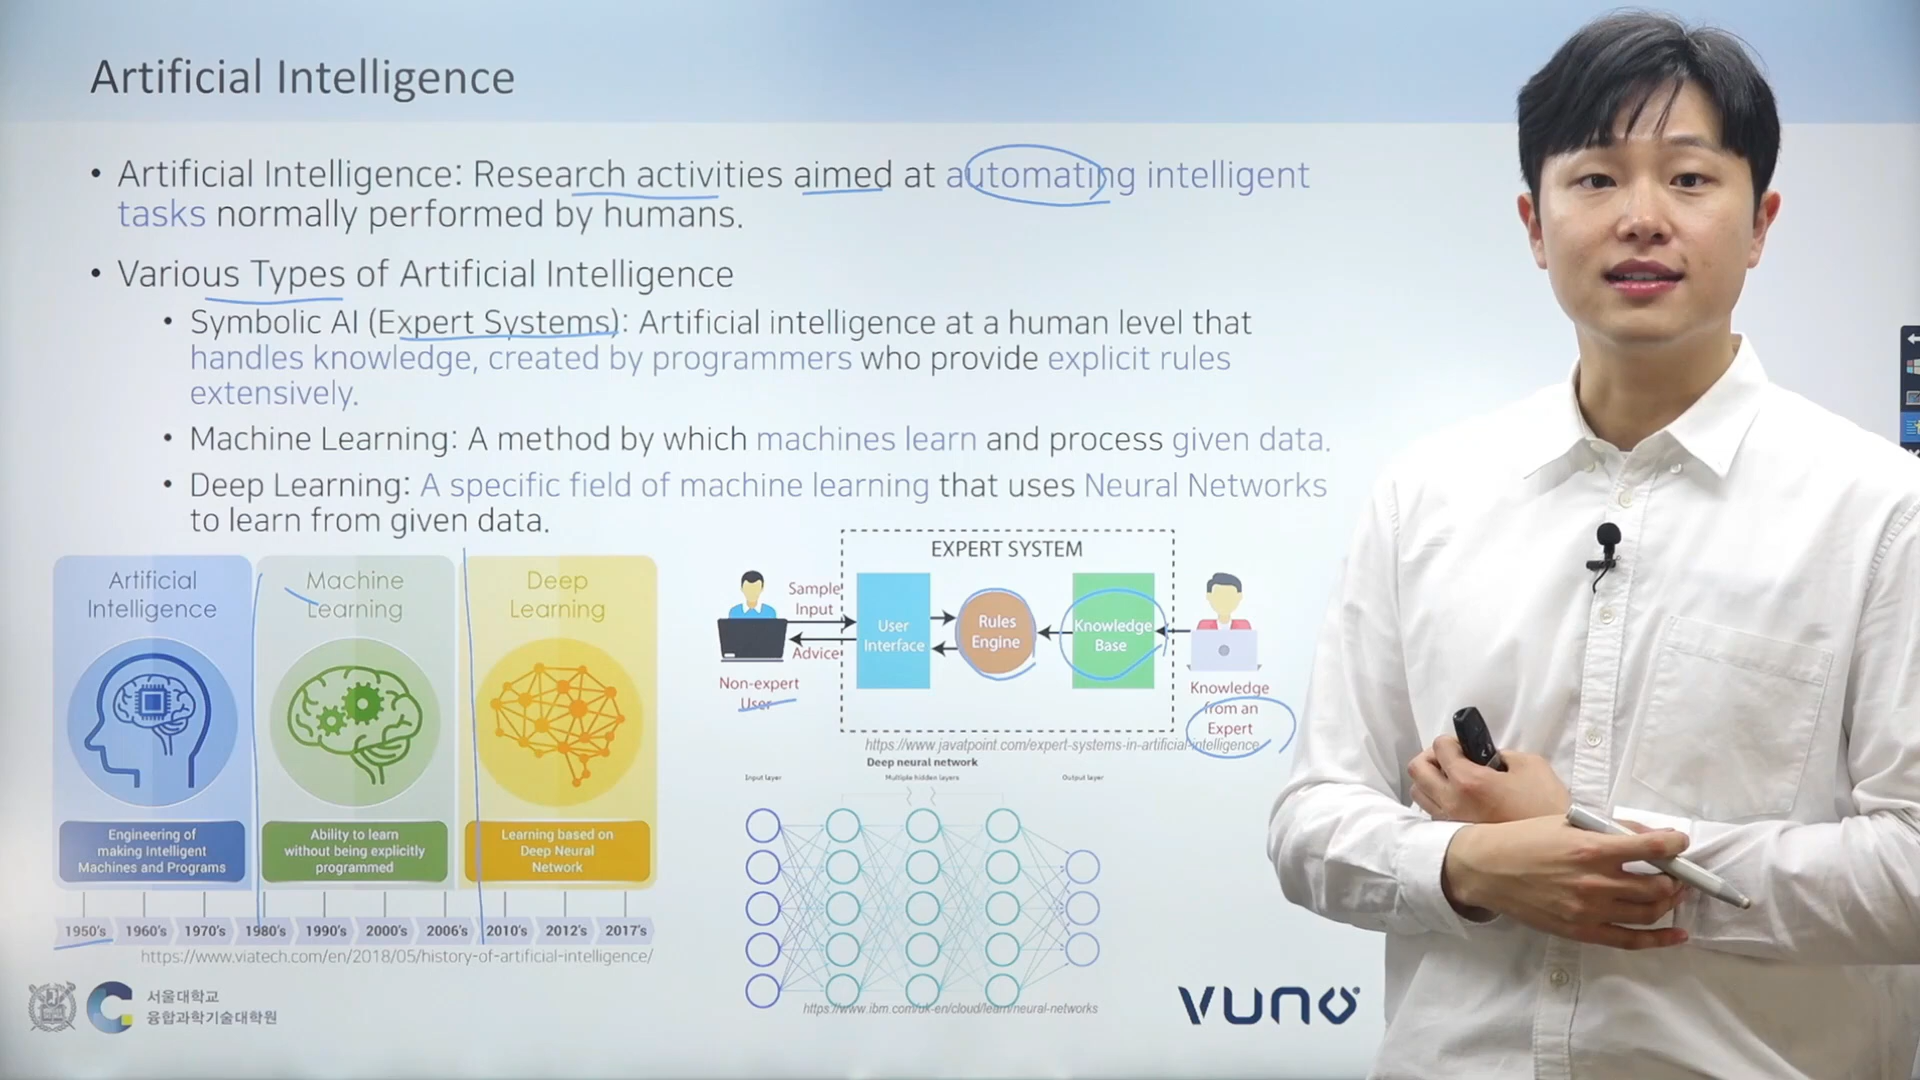 Artificial Intelligence
• Artificial Intelligence: Research activities aimed at automating intelligent
tasks normally performed by humans.
• Various Types of Artificial Intelligence
• Symbolic AI (Expert Systems): Artificial intelligence at a human level that
handles knowledge, created by programmers who provide explicit rules
extensively.
• Machine Learning: A method by which machines learn and process given data.
• Deep Learning: A specific field of machine learning that uses Neural Networks
to learn from given data.
Artificial
Intelligence
Engineering of
making Intelligent
Machines and Programs
Machine
Learning
Ability to learn
without being explicitly
programmed
Deep
Learning
Learning based on
Deep Neural
Network
1950's 1960's 1970's 1980's 1990's 2000's 2006's 2010's 2012's 2017's
https://www.viatech.com/en/2018/05/history-of-artificial-intelligence/
EXPERT SYSTEM
Sample
Input
Advice
Non-expert
User
User
Interface
Rules
Engine
Knowledge
Base
Knowledge
from an
Expert
https://www.javatpoint.com/expert-systems-in-artificial-intelligence
Deep neural network
Input layer
Multiple hidden layers
Output layer
https://www.ibm.com/uk-en/cloud/learn/neural-networks
서울대학교
융합과학기술대학원
VUNO